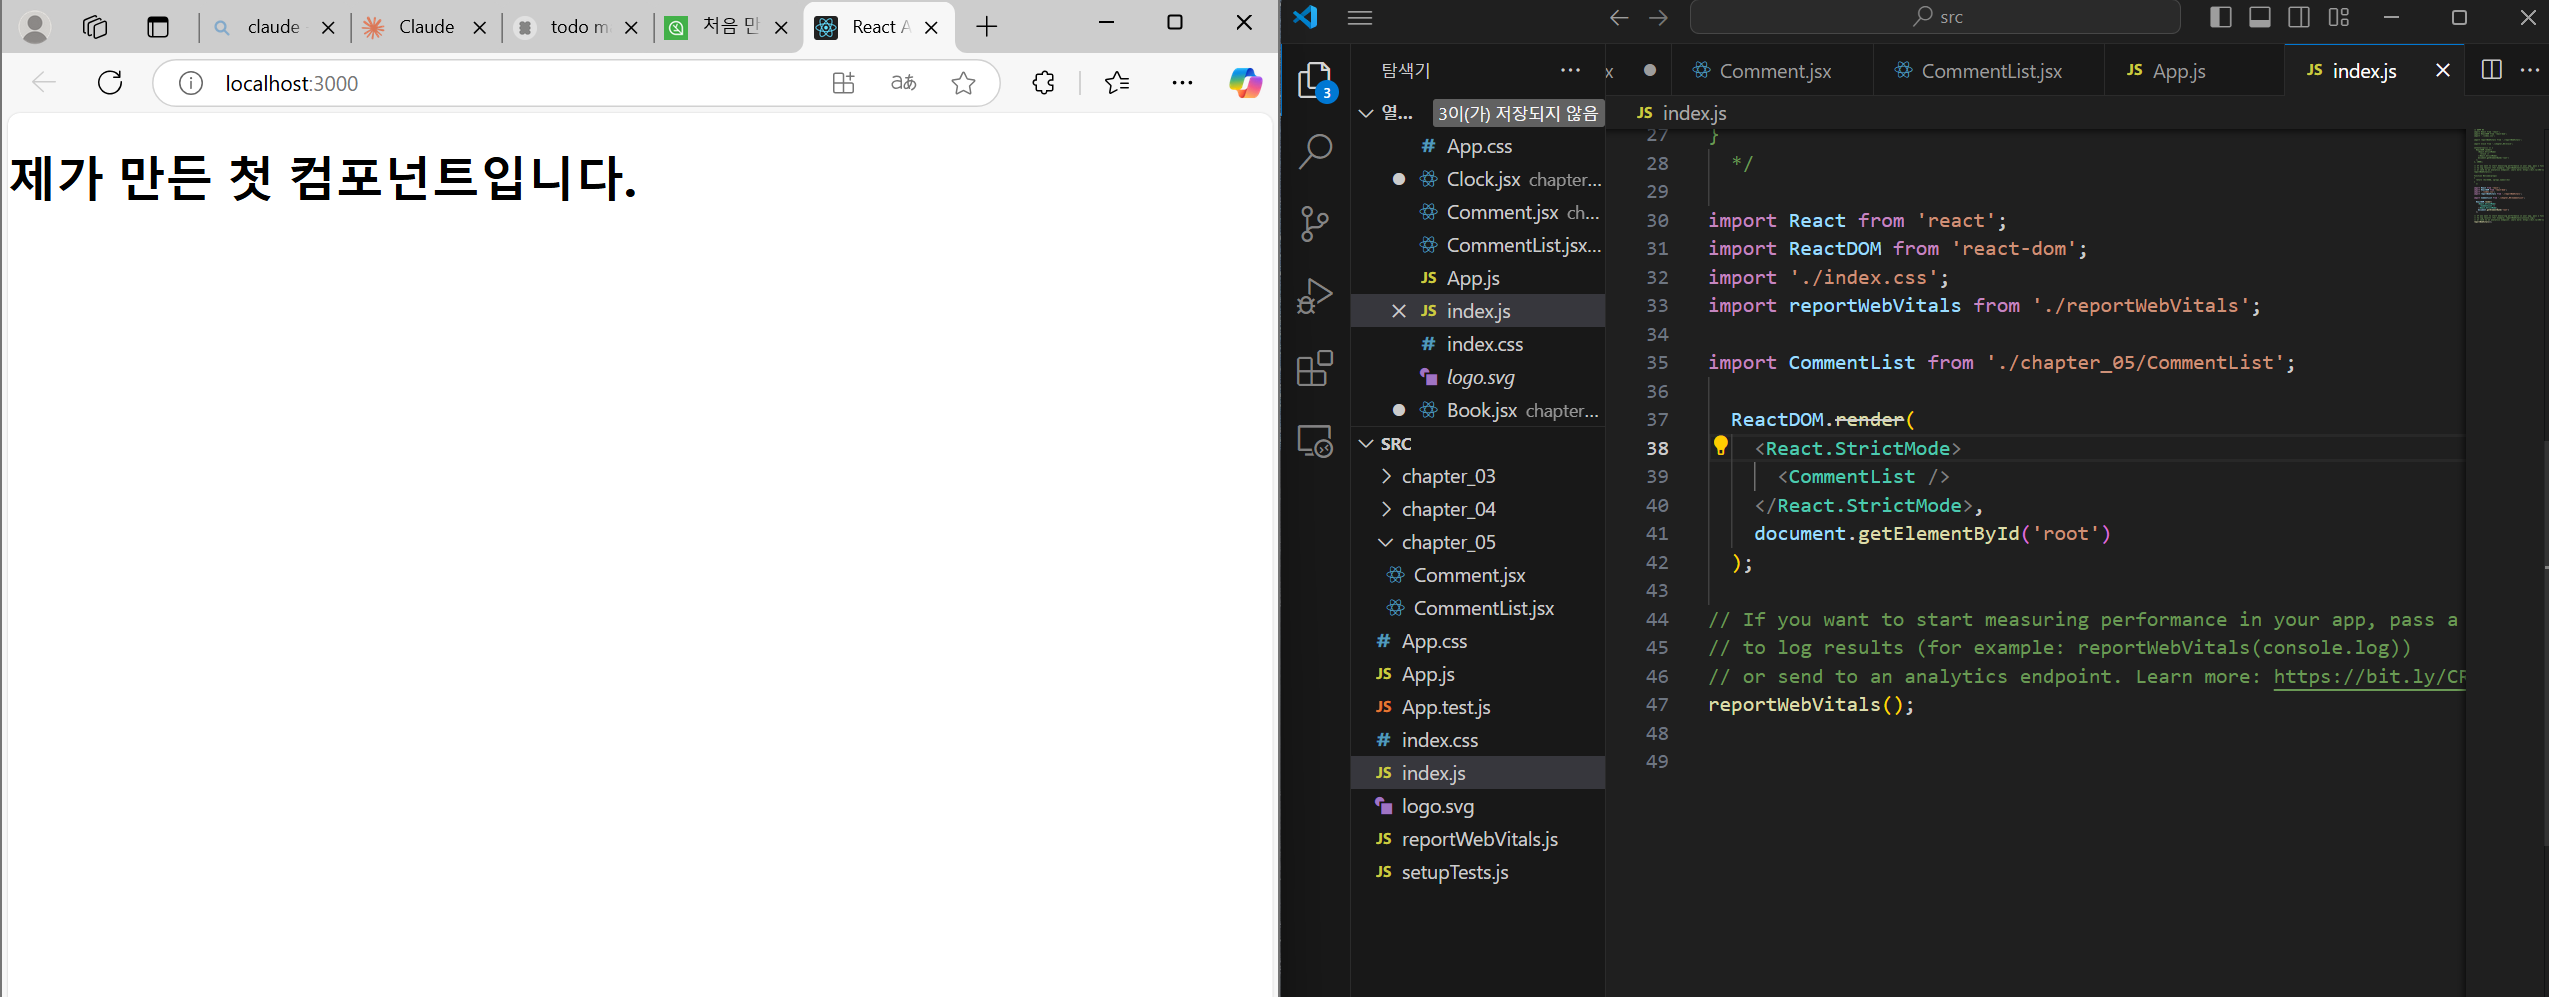 claude
Claude
todo m
처음 만
React A
localhost:3000
aあ
제가 만든 첫 컴포넌트입니다.
src
탐색기
x
Comment.jsx
CommentList.jsx
JS App.js
JS index.js
3
열...
3이(가) 저장되지 않음
JS index.js
# App.css
Clock.jsx chapter...
Comment.jsx ch...
CommentList.jsx...
JS App.js
JS index.js
# index.css
logo.svg
Book.jsx chapter...
SRC
chapter_03
chapter_04
chapter_05
Comment.jsx
CommentList.jsx
# App.css
JS App.js
JS App.test.js
# index.css
JS index.js
logo.svg
JS reportWebVitals.js
JS setupTests.js
27 }
28 */
29
30 import React from 'react';
31 import ReactDOM from 'react-dom';
32 import './index.css';
33 import reportWebVitals from './reportWebVitals';
34
35 import CommentList from './chapter_05/CommentList';
36
37 ReactDOM.render(
38 <React.StrictMode>
39 <CommentList />
40 </React.StrictMode>,
41 document.getElementById('root')
42 );
43
44 // If you want to start measuring performance in your app, pass a
45 // to log results (for example: reportWebVitals(console.log))
46 // or send to an analytics endpoint. Learn more: https://bit.ly/CR
47 reportWebVitals();
48
49